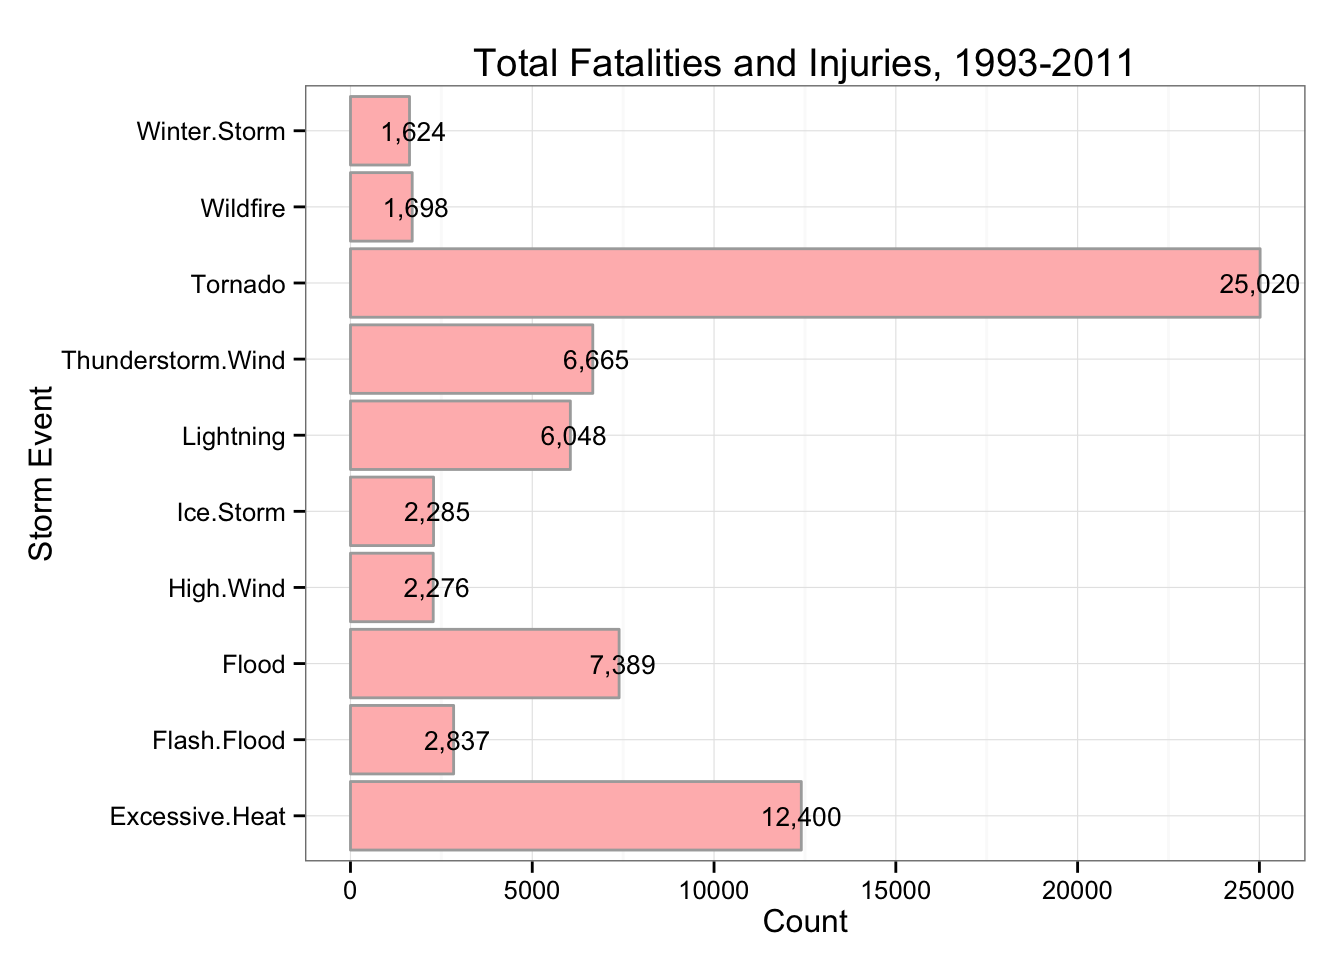 Total Fatalities and Injuries, 1993-2011
Storm Event
Winter.Storm 1,624
Wildfire 1,698
Tornado 25,020
Thunderstorm.Wind 6,665
Lightning 6,048
Ice.Storm 2,285
High.Wind 2,276
Flood 7,389
Flash.Flood 2,837
Excessive.Heat 12,400
0 5000 10000 15000 20000 25000
Count